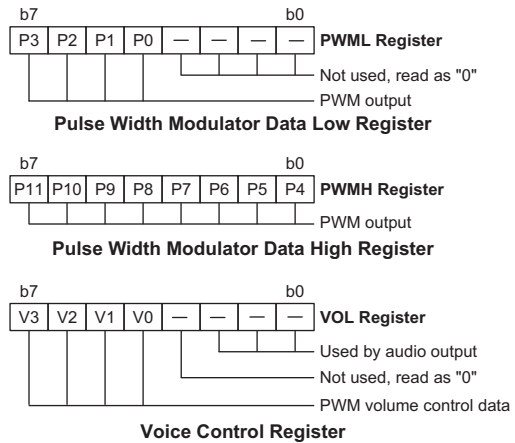 b7 b0
P3 P2 P1 P0 — — — — PWML Register
Not used, read as "0"
PWM output
Pulse Width Modulator Data Low Register
b7 b0
P11 P10 P9 P8 P7 P6 P5 P4 PWMH Register
PWM output
Pulse Width Modulator Data High Register
b7 b0
V3 V2 V1 V0 — — — — VOL Register
Used by audio output
Not used, read as "0"
PWM volume control data
Voice Control Register